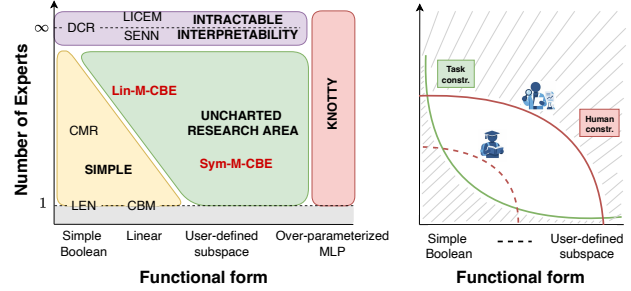 Number of Experts
∞
1
DCR
LICEM
SENN
INTRACTABLE
INTERPRETABILITY
Lin-M-CBE
UNCHARTED
RESEARCH AREA
CMR
SIMPLE
Sym-M-CBE
KNOTTY
LEN
CBM
Simple
Boolean
Linear
User-defined
subspace
Over-parameterized
MLP
Functional form
Task
constr.
Human
constr.
Simple
Boolean
User-defined
subspace
Functional form